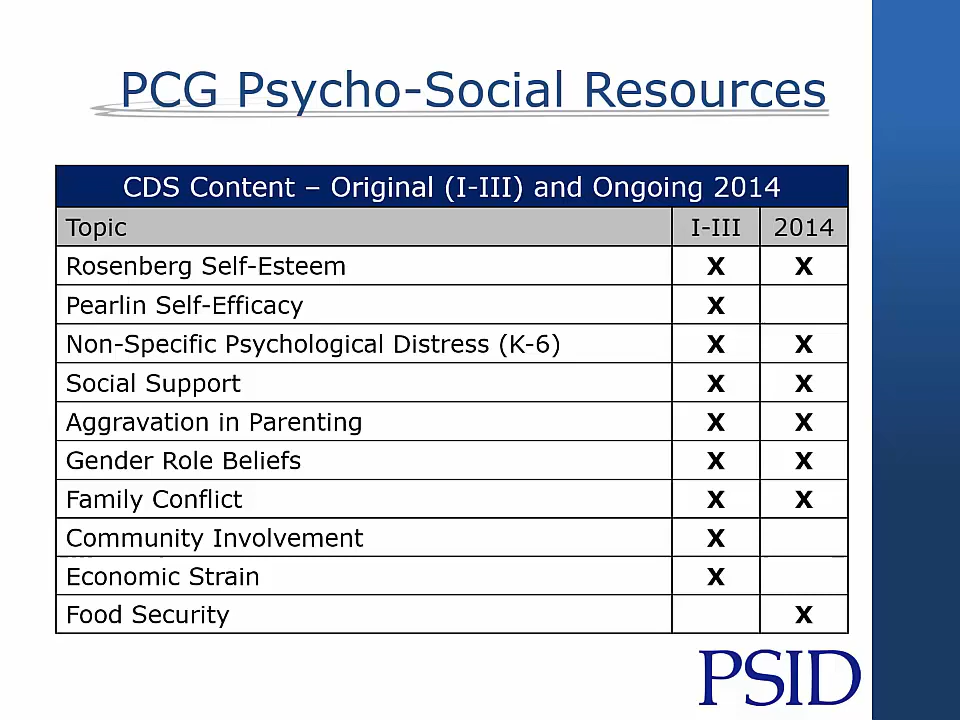 PCG Psycho-Social Resources
CDS Content – Original (I-III) and Ongoing 2014
Topic I-III 2014
Rosenberg Self-Esteem X X
Pearlin Self-Efficacy X
Non-Specific Psychological Distress (K-6) X X
Social Support X X
Aggravation in Parenting X X
Gender Role Beliefs X X
Family Conflict X X
Community Involvement X
Economic Strain X
Food Security X
PSID